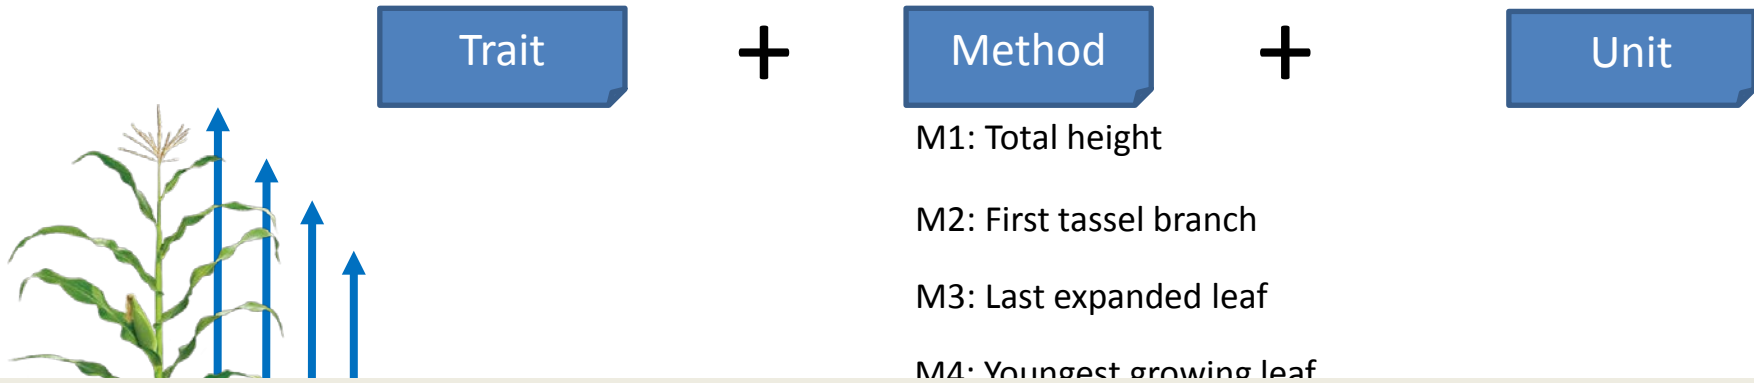 Trait + Method + Unit
M1: Total height
M2: First tassel branch
M3: Last expanded leaf
M4: Youngest growing leaf